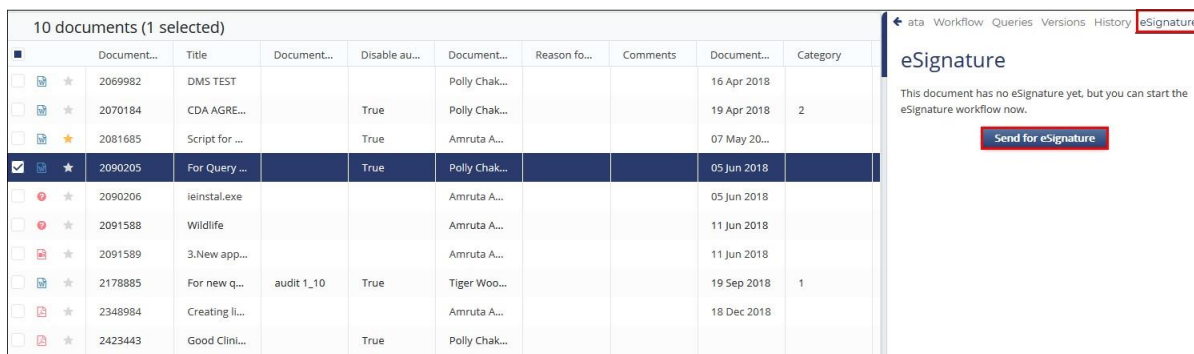 10 documents (1 selected)
Document... Title Document... Disable au... Document... Reason fo... Comments Document... Category
2069982 DMS TEST Polly Chak... 16 Apr 2018
2070184 CDA AGRE... True Polly Chak... 19 Apr 2018 2
2081685 Script for ... True Amruta A... 07 May 20...
2090205 For Query ... True Polly Chak... 05 Jun 2018
2090206 ieinstal.exe Amruta A... 05 Jun 2018
2091588 Wildlife Amruta A... 11 Jun 2018
2091589 3.New app... Amruta A... 11 Jun 2018
2178885 For new q... audit 1_10 True Tiger Woo... 19 Sep 2018 1
2348984 Creating li... Amruta A... 18 Dec 2018
2423443 Good Clini... True Polly Chak...
ata Workflow Queries Versions History eSignature
eSignature
This document has no eSignature yet, but you can start the
eSignature workflow now.
Send for eSignature